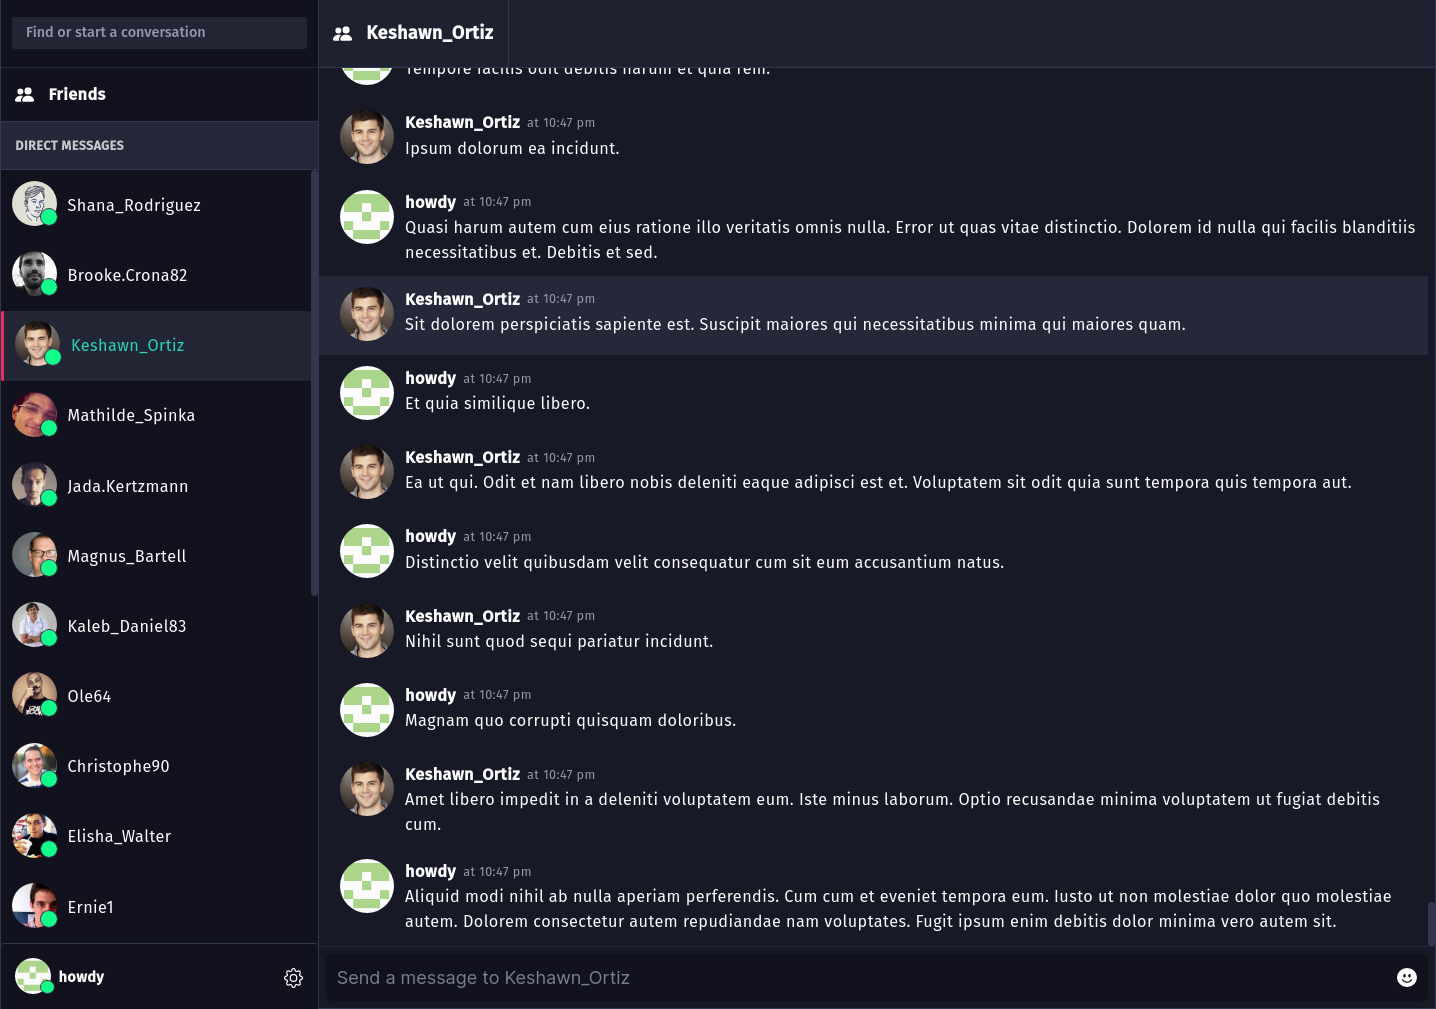 Find or start a conversation
Friends
DIRECT MESSAGES
Shana_Rodriguez
Brooke.Crona82
Keshawn_Ortiz
Mathilde_Spinka
Jada.Kertzmann
Magnus_Bartell
Kaleb_Daniel83
Ole64
Christophe90
Elisha_Walter
Ernie1
howdy
Keshawn_Ortiz
Tempore facilis odit debitis harum et quia rem.
Keshawn_Ortiz at 10:47 pm
Ipsum dolorum ea incidunt.
howdy at 10:47 pm
Quasi harum autem cum eius ratione illo veritatis omnis nulla. Error ut quas vitae distinctio. Dolorem id nulla qui facilis blanditiis
necessitatibus et. Debitis et sed.
Keshawn_Ortiz at 10:47 pm
Sit dolorem perspiciatis sapiente est. Suscipit maiores qui necessitatibus minima qui maiores quam.
howdy at 10:47 pm
Et quia similique libero.
Keshawn_Ortiz at 10:47 pm
Ea ut qui. Odit et nam libero nobis deleniti eaque adipisci est et. Voluptatem sit odit quia sunt tempora quis tempora aut.
howdy at 10:47 pm
Distinctio velit quibusdam velit consequatur cum sit eum accusantium natus.
Keshawn_Ortiz at 10:47 pm
Nihil sunt quod sequi pariatur incidunt.
howdy at 10:47 pm
Magnam quo corrupti quisquam doloribus.
Keshawn_Ortiz at 10:47 pm
Amet libero impedit in a deleniti voluptatem eum. Iste minus laborum. Optio recusandae minima voluptatem ut fugiat debitis
cum.
howdy at 10:47 pm
Aliquid modi nihil ab nulla aperiam perferendis. Cum cum et eveniet tempora eum. Iusto ut non molestiae dolor quo molestiae
autem. Dolorem consectetur autem repudiandae nam voluptates. Fugit ipsum enim debitis dolor minima vero autem sit.
Send a message to Keshawn_Ortiz